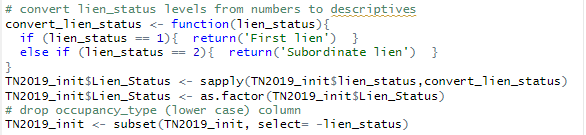 # convert lien_status levels from numbers to descriptives
convert_lien_status <- function(lien_status){
  if (lien_status == 1){  return('First lien')  }
  else if (lien_status == 2){  return('Subordinate lien')  }
}
TN2019_init$Lien_Status <- sapply(TN2019_init$lien_status,convert_lien_status)
TN2019_init$Lien_Status <- as.factor(TN2019_init$Lien_Status)
# drop occupancy_type (lower case) column
TN2019_init <- subset(TN2019_init, select= -lien_status)